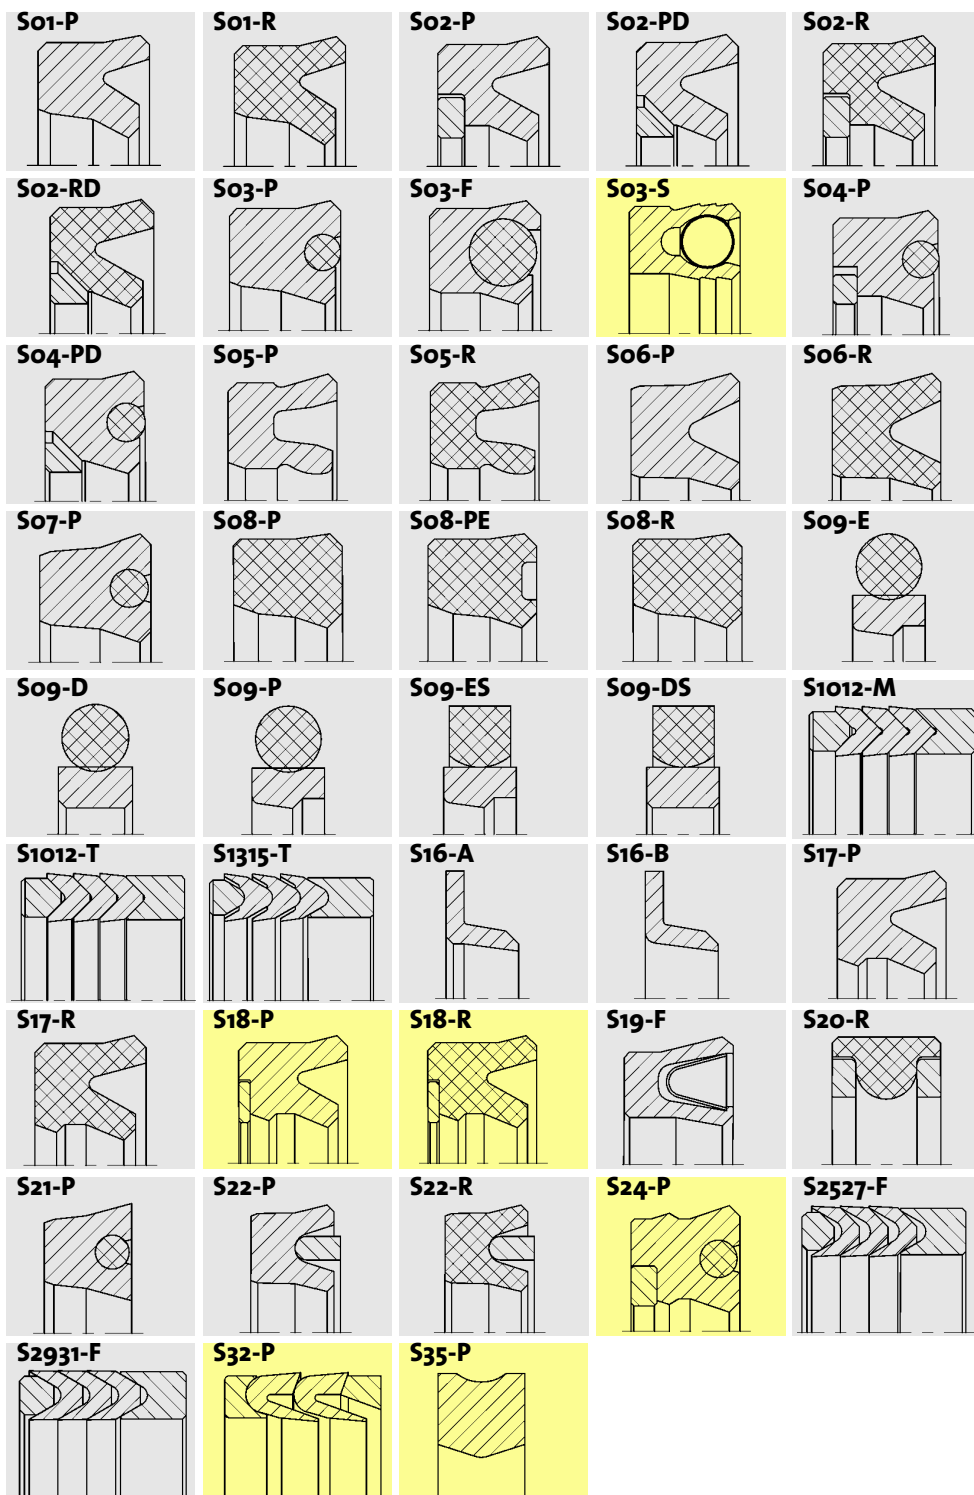 S01-P
S01-R
S02-P
S02-PD
S02-R
S02-RD
S03-P
S03-F
S03-S
S04-P
S04-PD
S05-P
S05-R
S06-P
S06-R
S07-P
S08-P
S08-PE
S08-R
S09-E
S09-D
S09-P
S09-ES
S09-DS
S1012-M
S1012-T
S1315-T
S16-A
S16-B
S17-P
S17-R
S18-P
S18-R
S19-F
S20-R
S21-P
S22-P
S22-R
S24-P
S2527-F
S2931-F
S32-P
S35-P